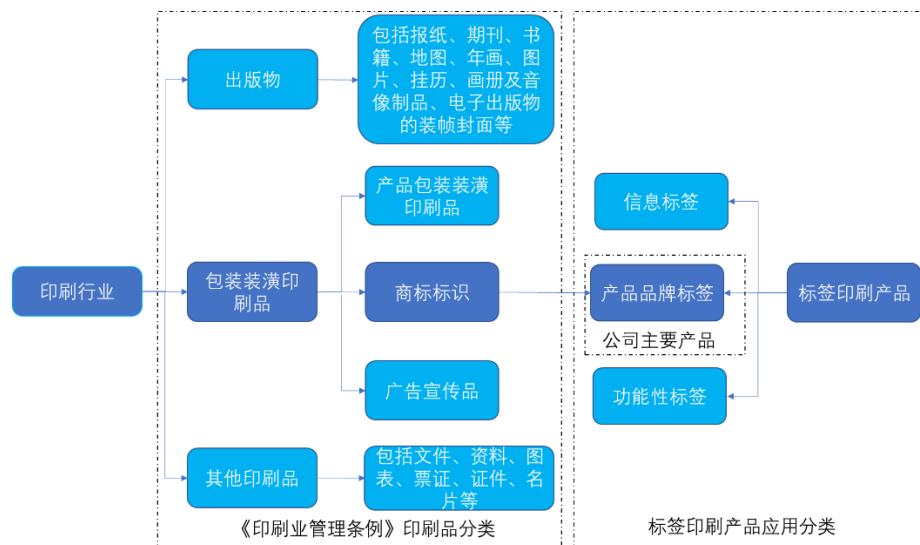 印刷行业
出版物
包括报纸、期刊、书
籍、地图、年画、图
片、挂历、画册及音
像制品、电子出版物
的装帧封面等
包装装潢印
刷品
产品包装装潢
印刷品
商标标识
广告宣传品
其他印刷品
包括文件、资料、图
表、票证、证件、名
片等
《印刷业管理条例》印刷品分类
信息标签
产品品牌标签
公司主要产品
功能性标签
标签印刷产品
标签印刷产品应用分类